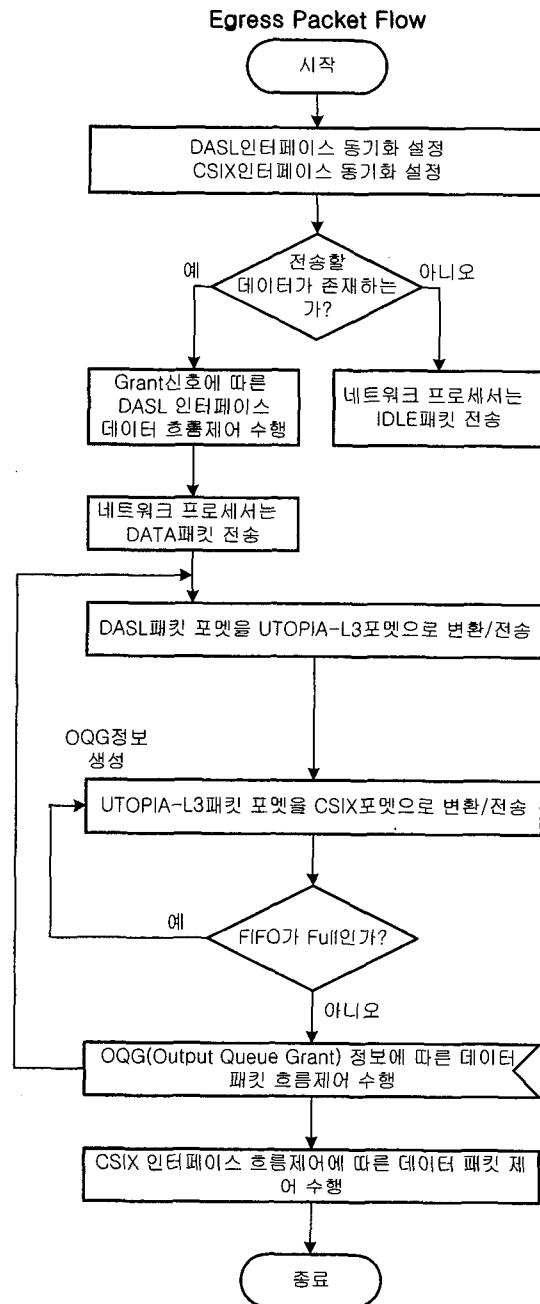 Egress Packet Flow
시작
DASL인터페이스 동기화 설정
CSIX인터페이스 동기화 설정
전송할
데이터가 존재하는
가?
예
아니오
Grant신호에 따른
DASL 인터페이스
데이터 흐름제어 수행
네트워크 프로세서는
IDLE패킷 전송
네트워크 프로세서는
DATA패킷 전송
DASL패킷 포멧을 UTOPIA-L3포멧으로 변환/전송
OQG정보
생성
UTOPIA-L3패킷 포멧을 CSIX포멧으로 변환/전송
예
FIFO가 Full인가?
아니오
OQG(Output Queue Grant) 정보에 따른 데이터
패킷 흐름제어 수행
CSIX 인터페이스 흐름제어에 따른 데이터 패킷 제
어 수행
종료